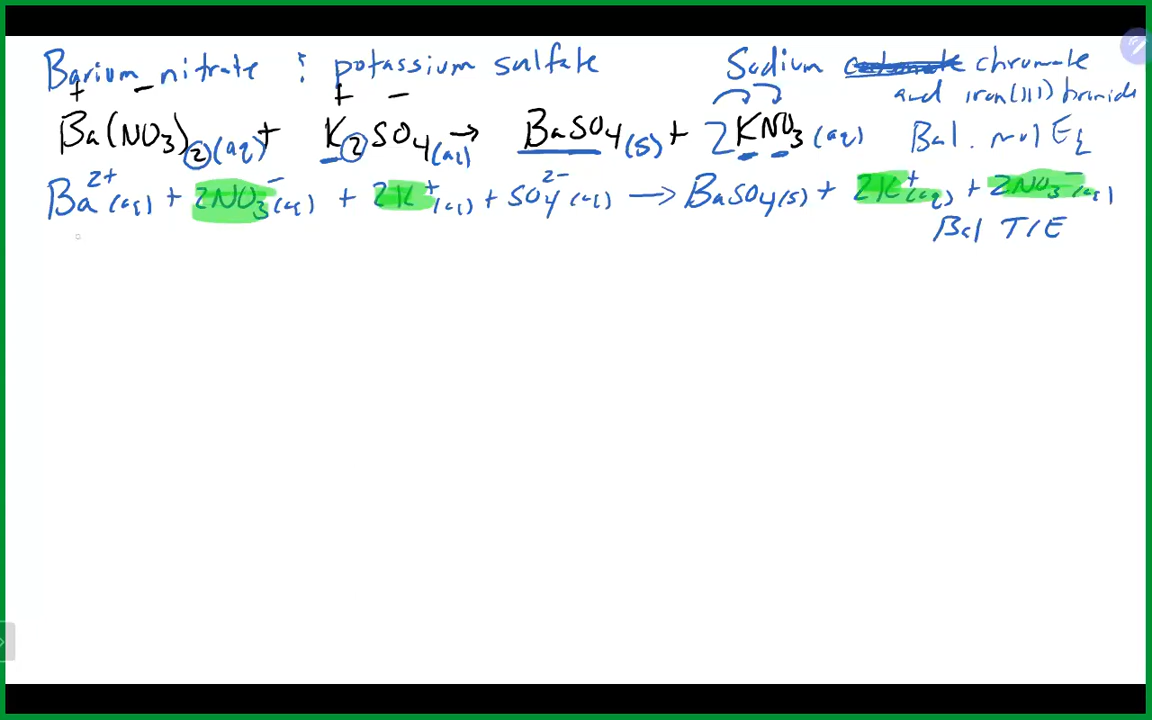 Barium nitrate & potassium sulfate
Sodium chromate
and iron(III) bromide
+ - + -
Ba(NO3)2(aq) + K2SO4(aq) → BaSO4(s) + 2KNO3(aq) Bal. mol Eq
Ba2+(aq) + 2NO3-(aq) + 2K+(aq) + SO42-(aq) → BaSO4(s) + 2K+(aq) + 2NO3-(aq)
Bal TIE